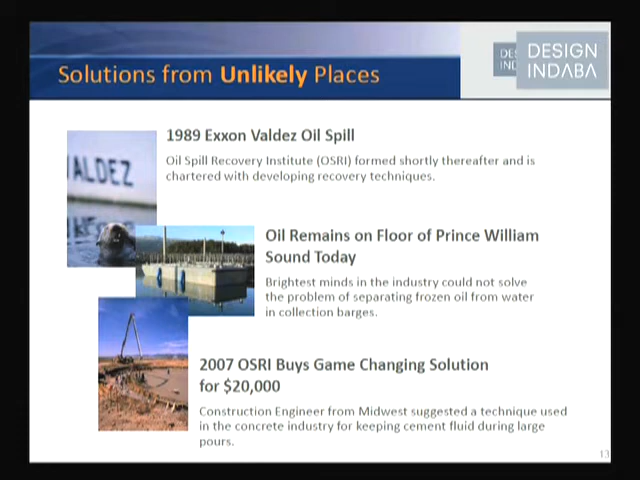 Solutions from Unlikely Places
DESIGN
INDABA
1989 Exxon Valdez Oil Spill
Oil Spill Recovery Institute (OSRI) formed shortly thereafter and is
chartered with developing recovery techniques.
ALDEZ
Oil Remains on Floor of Prince William
Sound Today
Brightest minds in the industry could not solve
the problem of separating frozen oil from water
in collection barges.
2007 OSRI Buys Game Changing Solution
for $20,000
Construction Engineer from Midwest suggested a technique used
in the concrete industry for keeping cement fluid during large
pours.
13